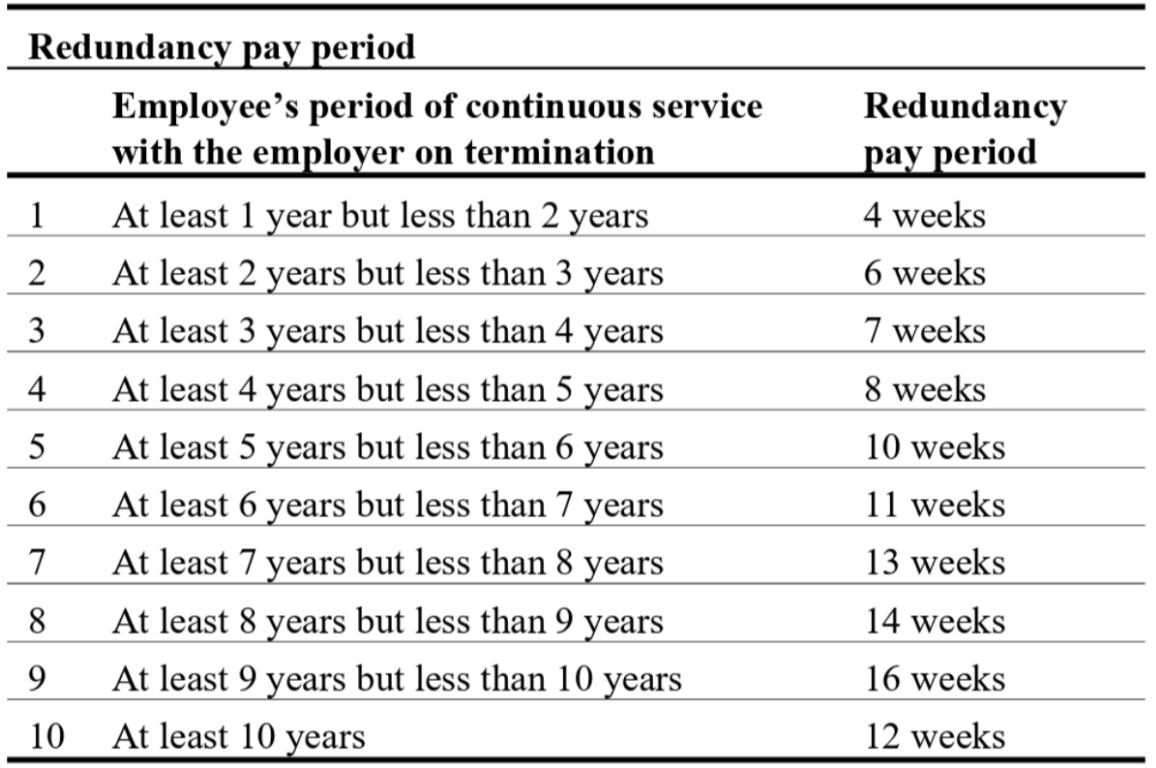 Redundancy pay period
Employee’s period of continuous service Redundancy
with the employer on termination pay period
1 At least 1 year but less than 2 years 4 weeks
2 At least 2 years but less than 3 years 6 weeks
3 At least 3 years but less than 4 years 7 weeks
4 At least 4 years but less than 5 years 8 weeks
5 At least 5 years but less than 6 years 10 weeks
6 At least 6 years but less than 7 years 11 weeks
7 At least 7 years but less than 8 years 13 weeks
8 At least 8 years but less than 9 years 14 weeks
9 At least 9 years but less than 10 years 16 weeks
10 At least 10 years 12 weeks